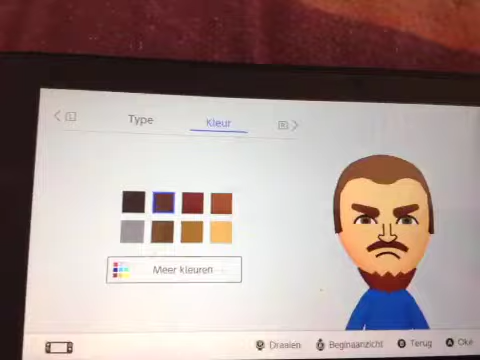 L Type Kleur R
Meer kleuren
Draaien Beginaanzicht B Terug A Oké